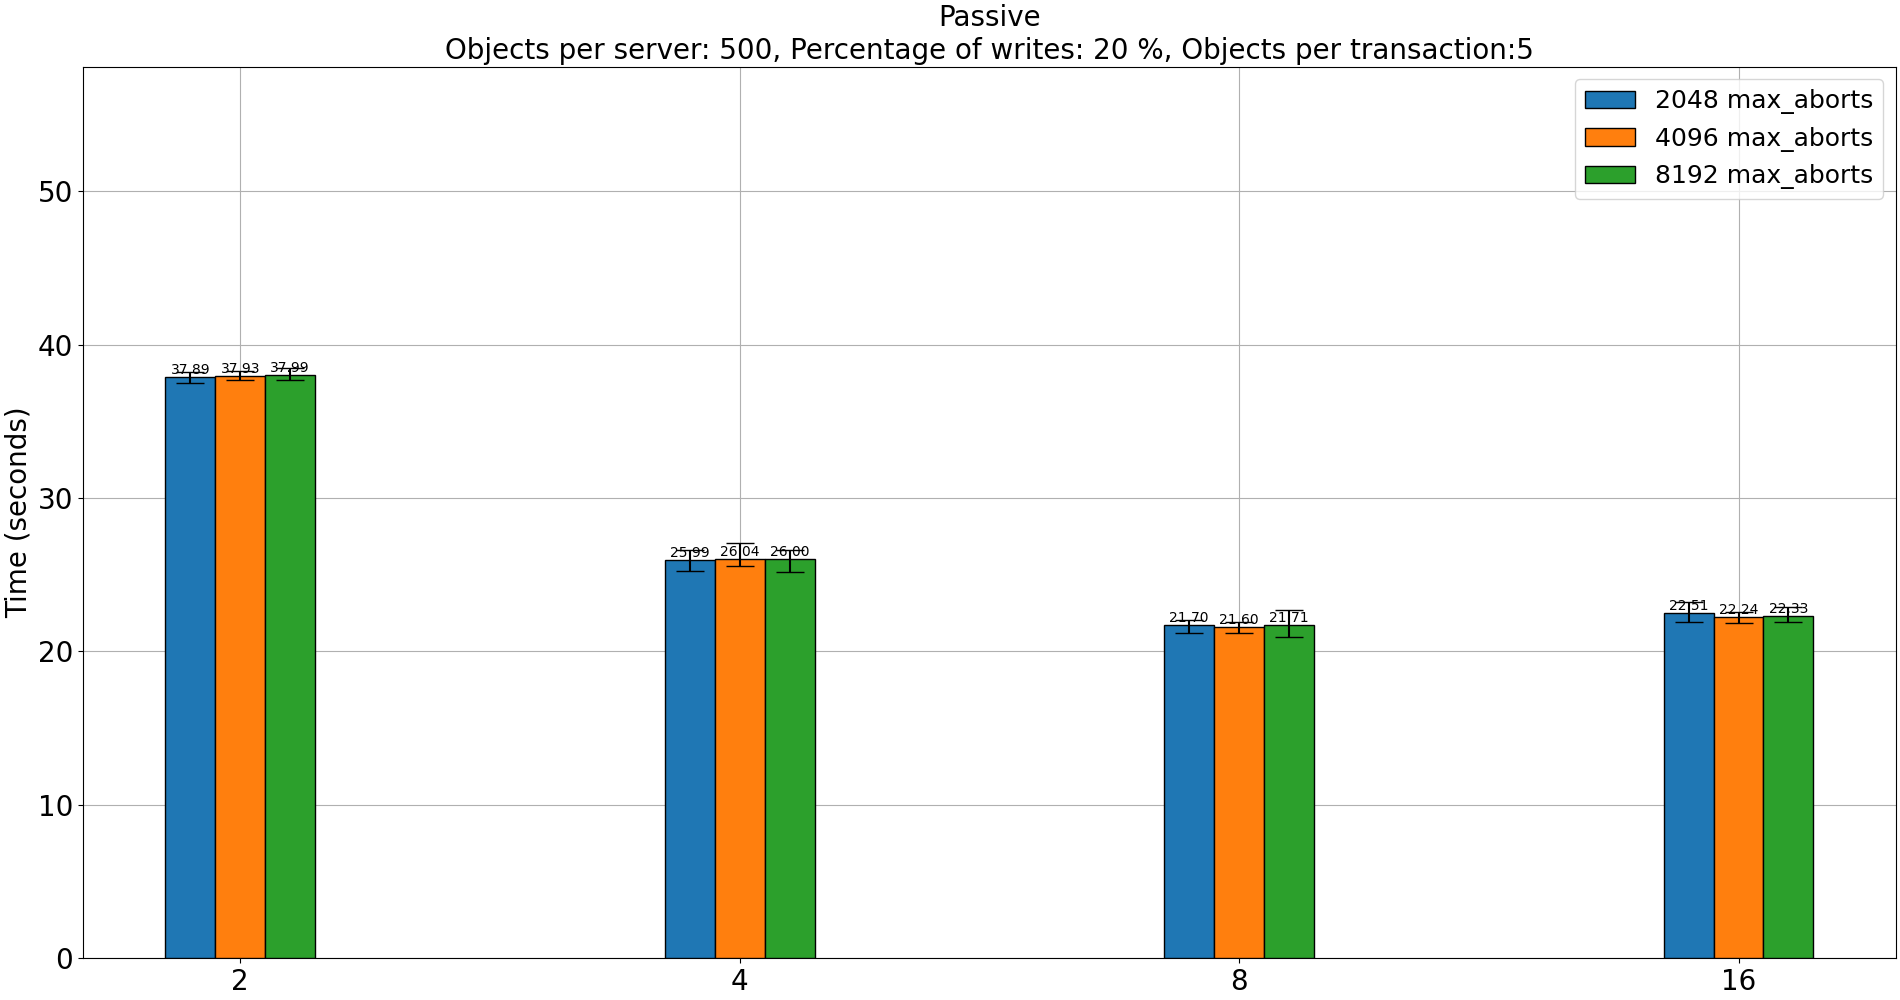 Passive
Objects per server: 500, Percentage of writes: 20 %, Objects per transaction:5
2048 max_aborts
4096 max_aborts
8192 max_aborts
Time (seconds)
50
40
30
20
10
0
37.89 37.93 37.99
25.99 26.04 26.00
21.70 21.60 21.71
22.51 22.24 22.33
2 4 8 16